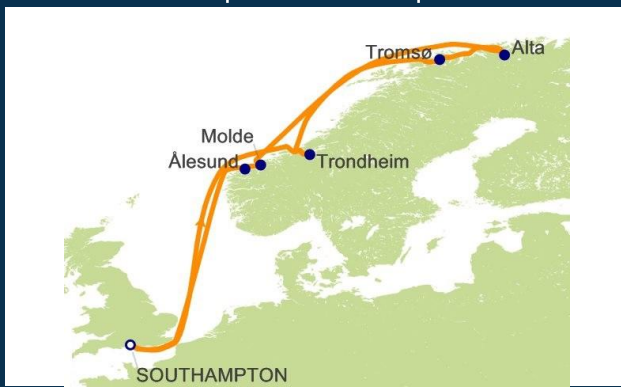 Tromsø
Alta
Molde
Ålesund
Trondheim
SOUTHAMPTON